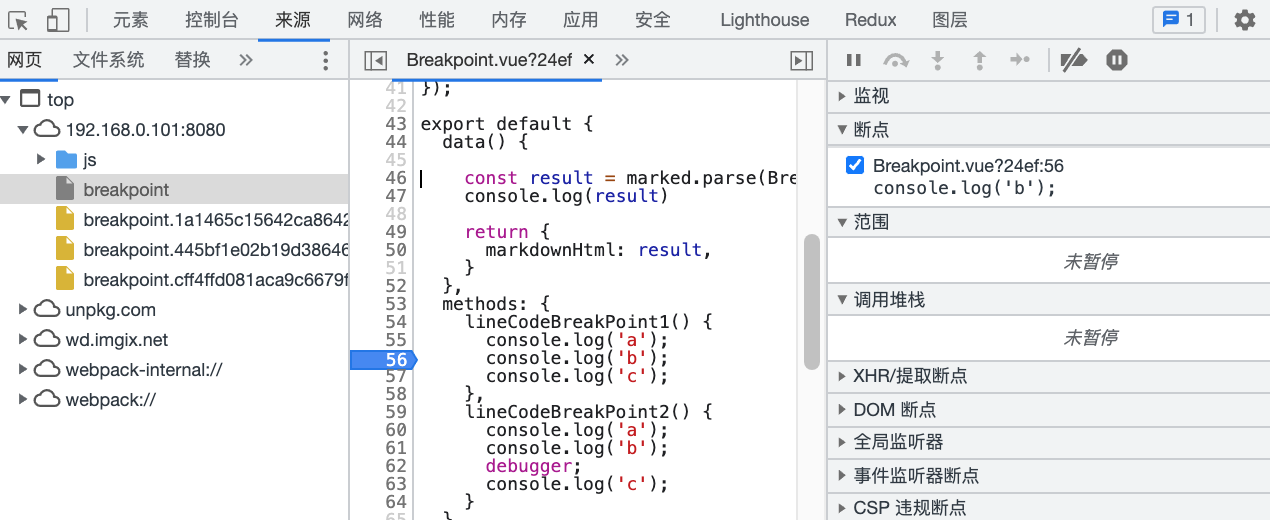 元素 控制台 来源 网络 性能 内存 应用 安全 Lighthouse Redux 图层 1
网页 文件系统 替换 »
top
192.168.0.101:8080
js
breakpoint
breakpoint.1a1465c15642ca8642
breakpoint.445bf1e02b19d38646
breakpoint.cff4ffd081aca9c6679f
unpkg.com
wd.imgix.net
webpack-internal://
webpack://
Breakpoint.vue?24ef × »
41 });
42
43 export default {
44   data() {
45
46     const result = marked.parse(Bre
47     console.log(result)
48
49     return {
50       markdownHtml: result,
51     }
52   },
53   methods: {
54     lineCodeBreakPoint1() {
55       console.log('a');
56       console.log('b');
57       console.log('c');
58     },
59     lineCodeBreakPoint2() {
60       console.log('a');
61       console.log('b');
62       debugger;
63       console.log('c');
64     }
65   }
监视
断点
Breakpoint.vue?24ef:56
console.log('b');
范围
未暂停
调用堆栈
未暂停
XHR/提取断点
DOM 断点
全局监听器
事件监听器断点
CSP 违规断点